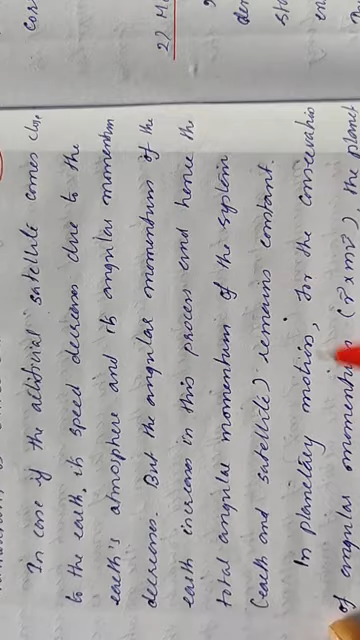 22)
In case if the artificial satellite comes close
to the earth, its speed decreases due to the
earth's atmosphere and its angular momentum
decreases. But the angular momentum of the
earth increases in this process and hence the
total angular momentum of the system
(earth and satellite) remains constant.
In planetary motion, for the conservation
of angular momentum (r⃗ × mv⃗) the planet